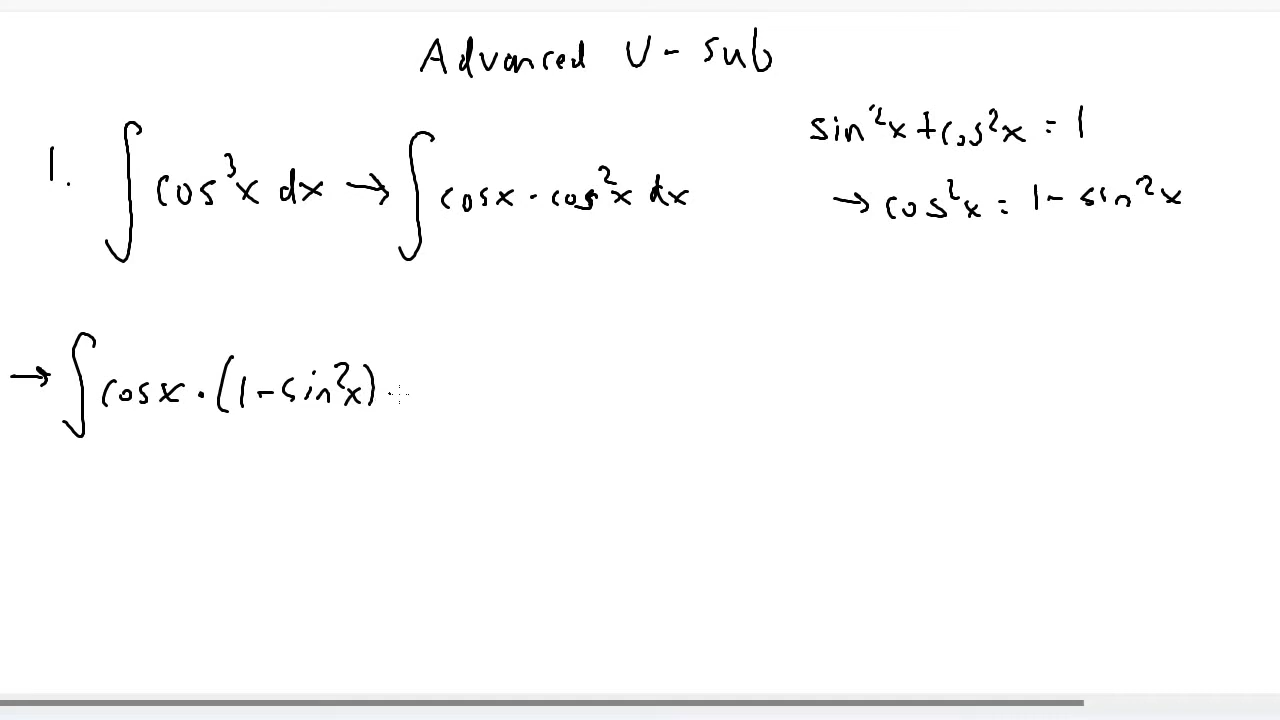 Advanced U-sub
1. ∫ cos³x dx → ∫ cosx · cos²x dx
sin²x + cos²x = 1
→ cos²x = 1 - sin²x
→ ∫ cosx · (1 - sin²x)